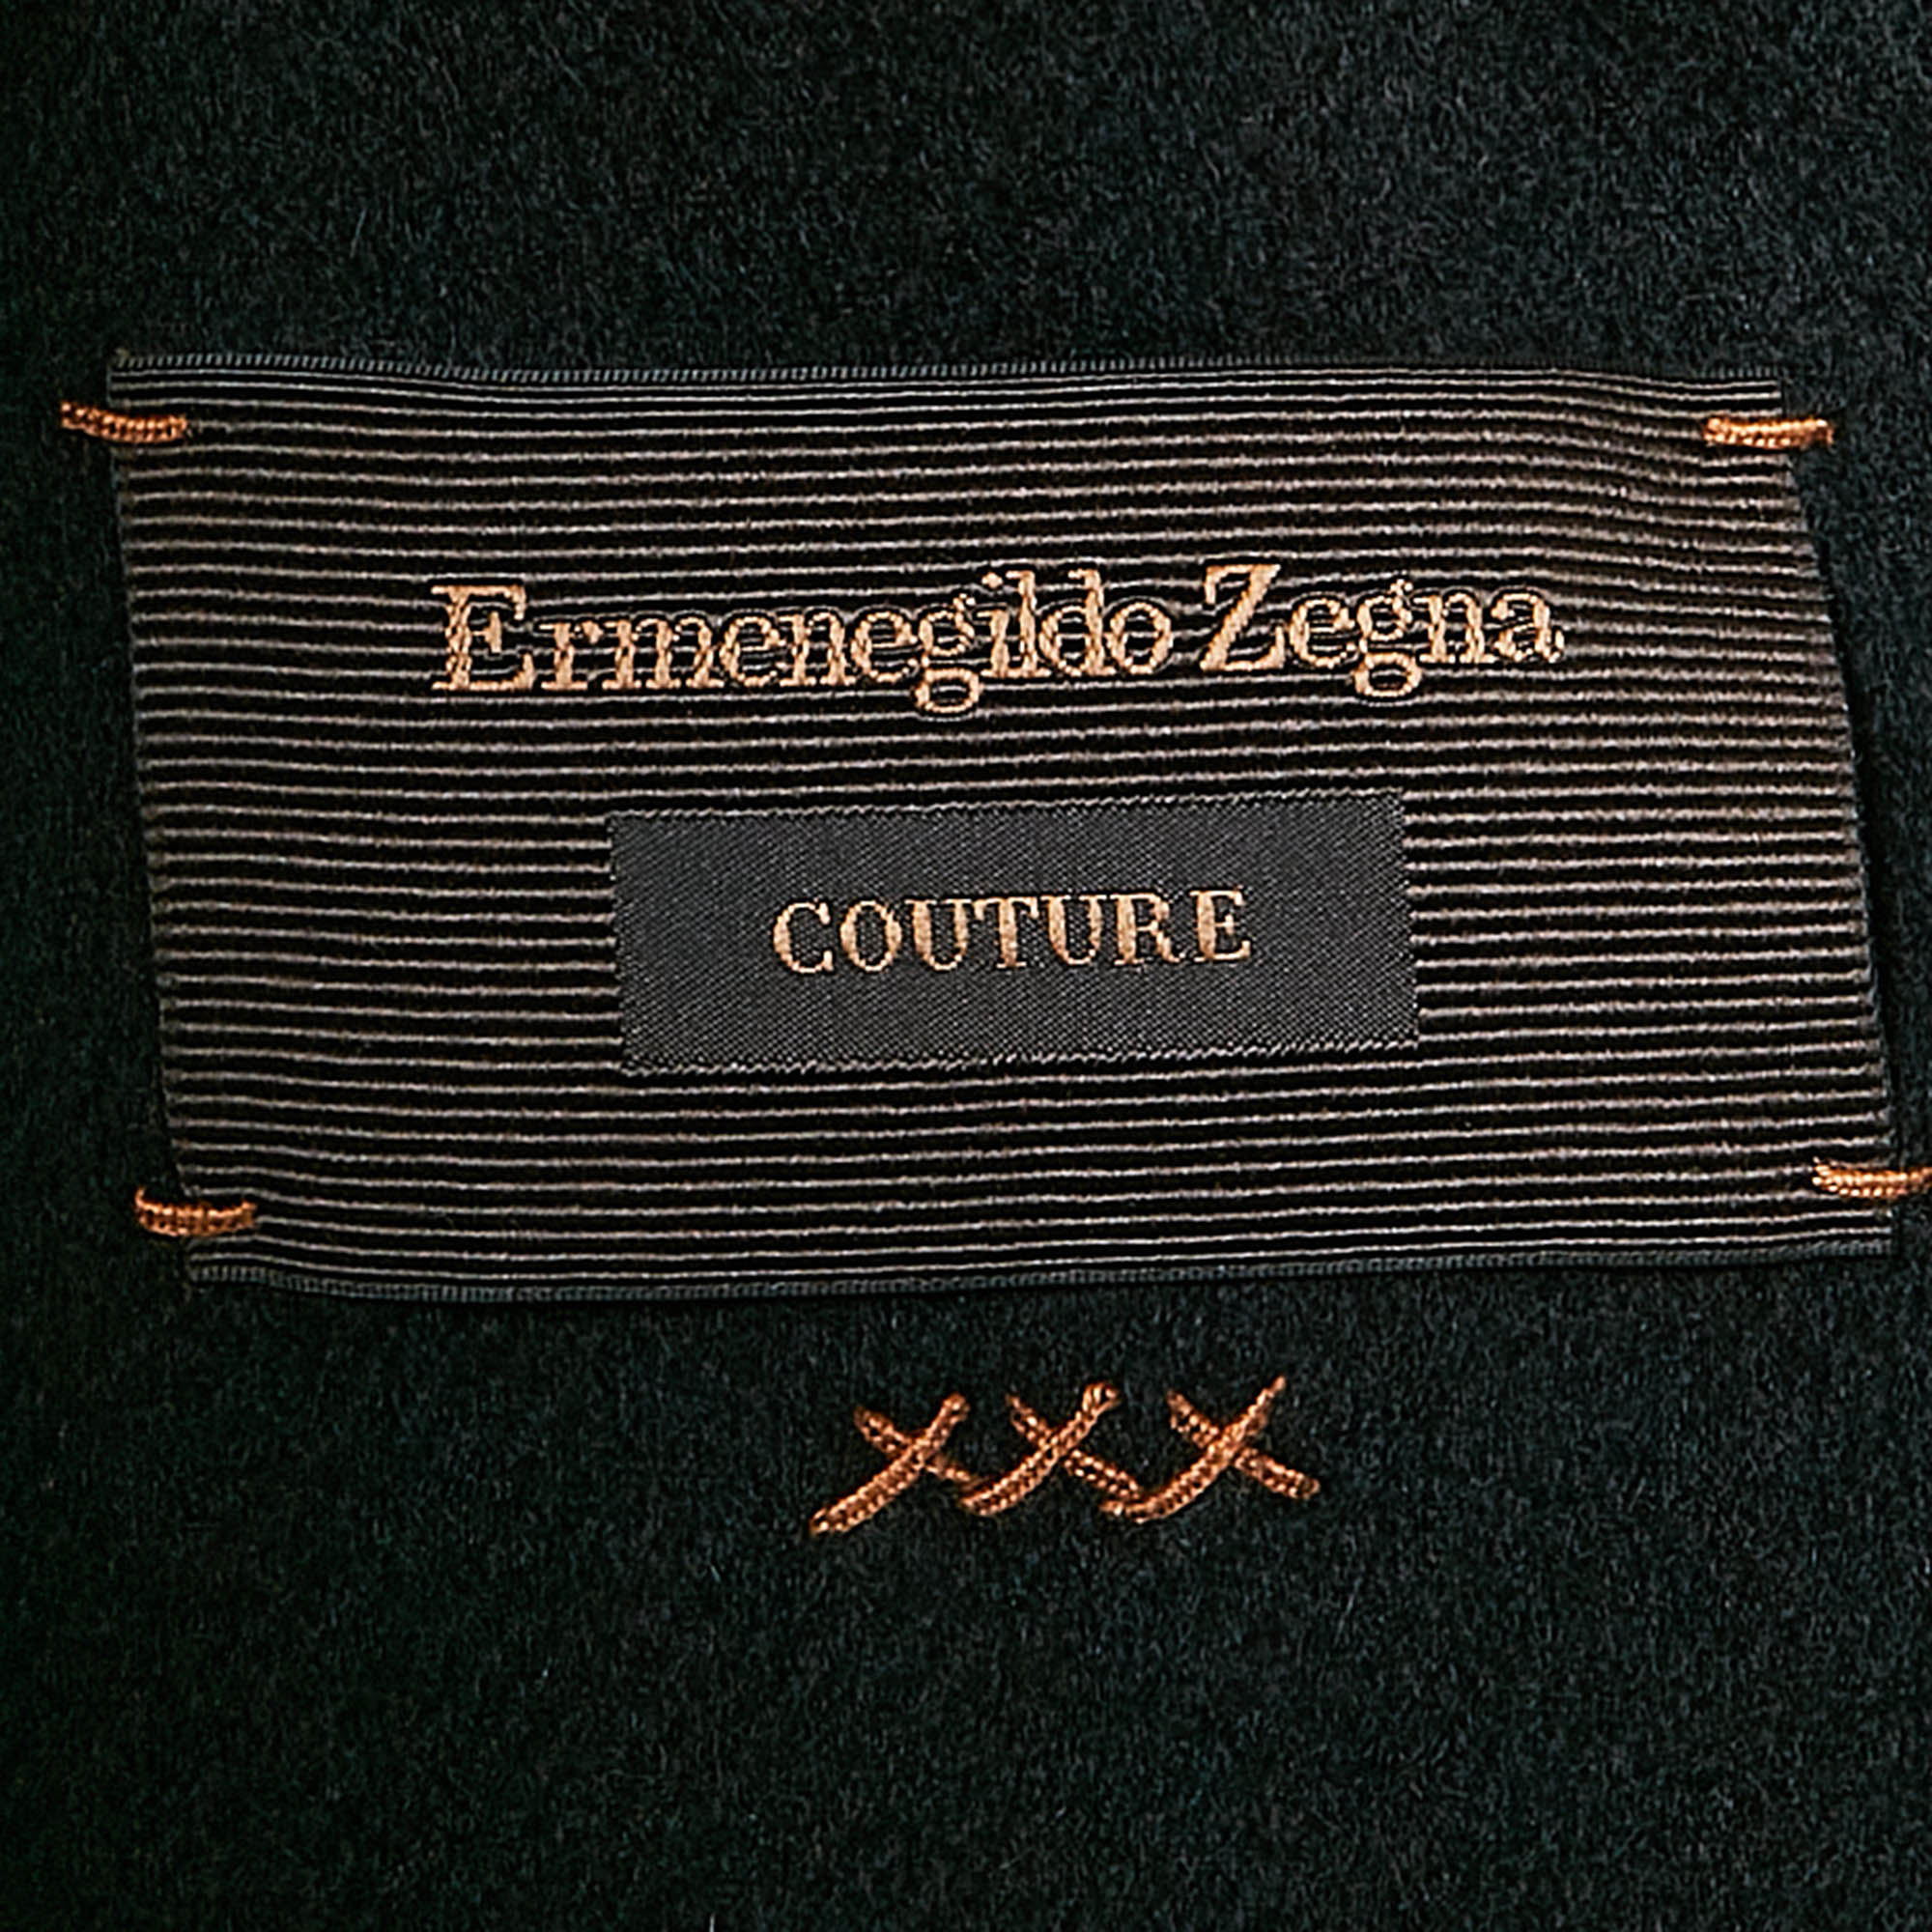 Ermenegildo Zegna
COUTURE
XXX